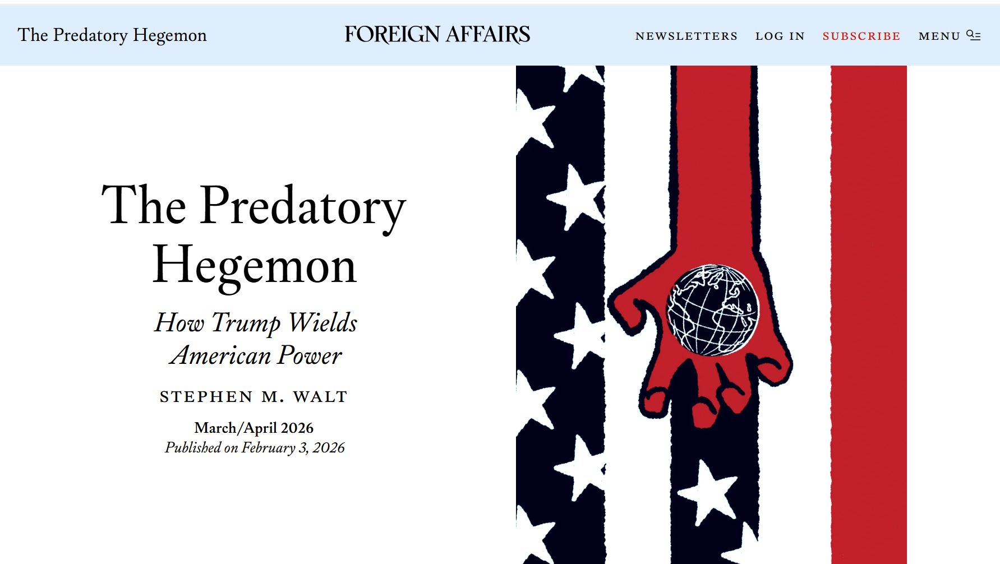 The Predatory Hegemon
FOREIGN AFFAIRS
NEWSLETTERS LOG IN SUBSCRIBE MENU
The Predatory
Hegemon
How Trump Wields
American Power
STEPHEN M. WALT
March/April 2026
Published on February 3, 2026